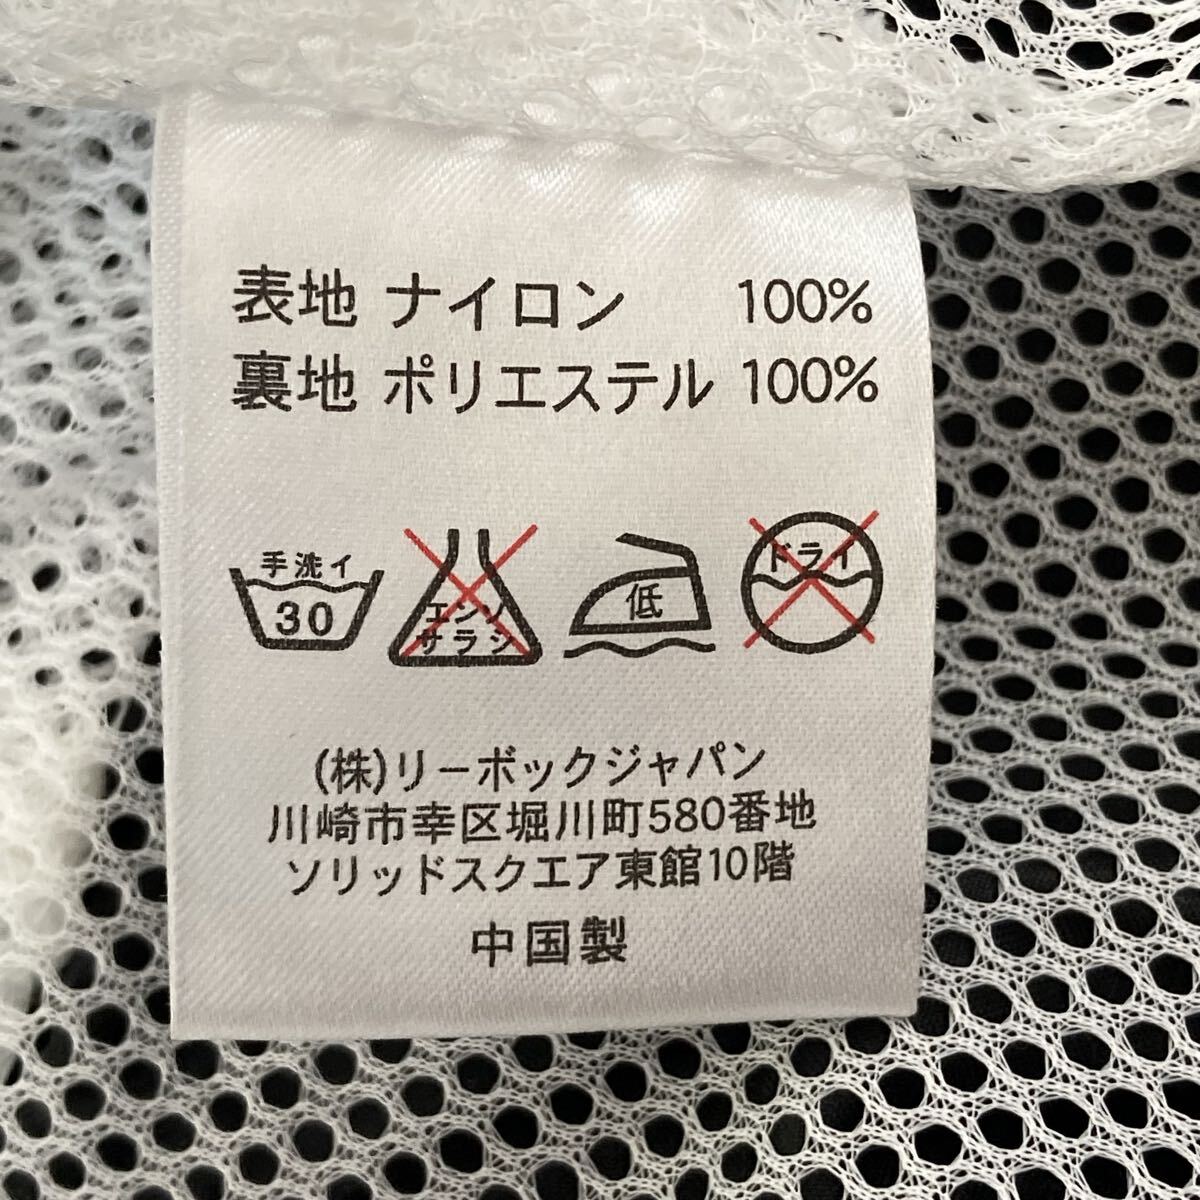 表地 ナイロン 100%
裏地 ポリエステル 100%
手洗イ
30
エンソ
サラシ
低
ドライ
(株)リーボックジャパン
川崎市幸区堀川町580番地
ソリッドスクエア東館10階
中国製